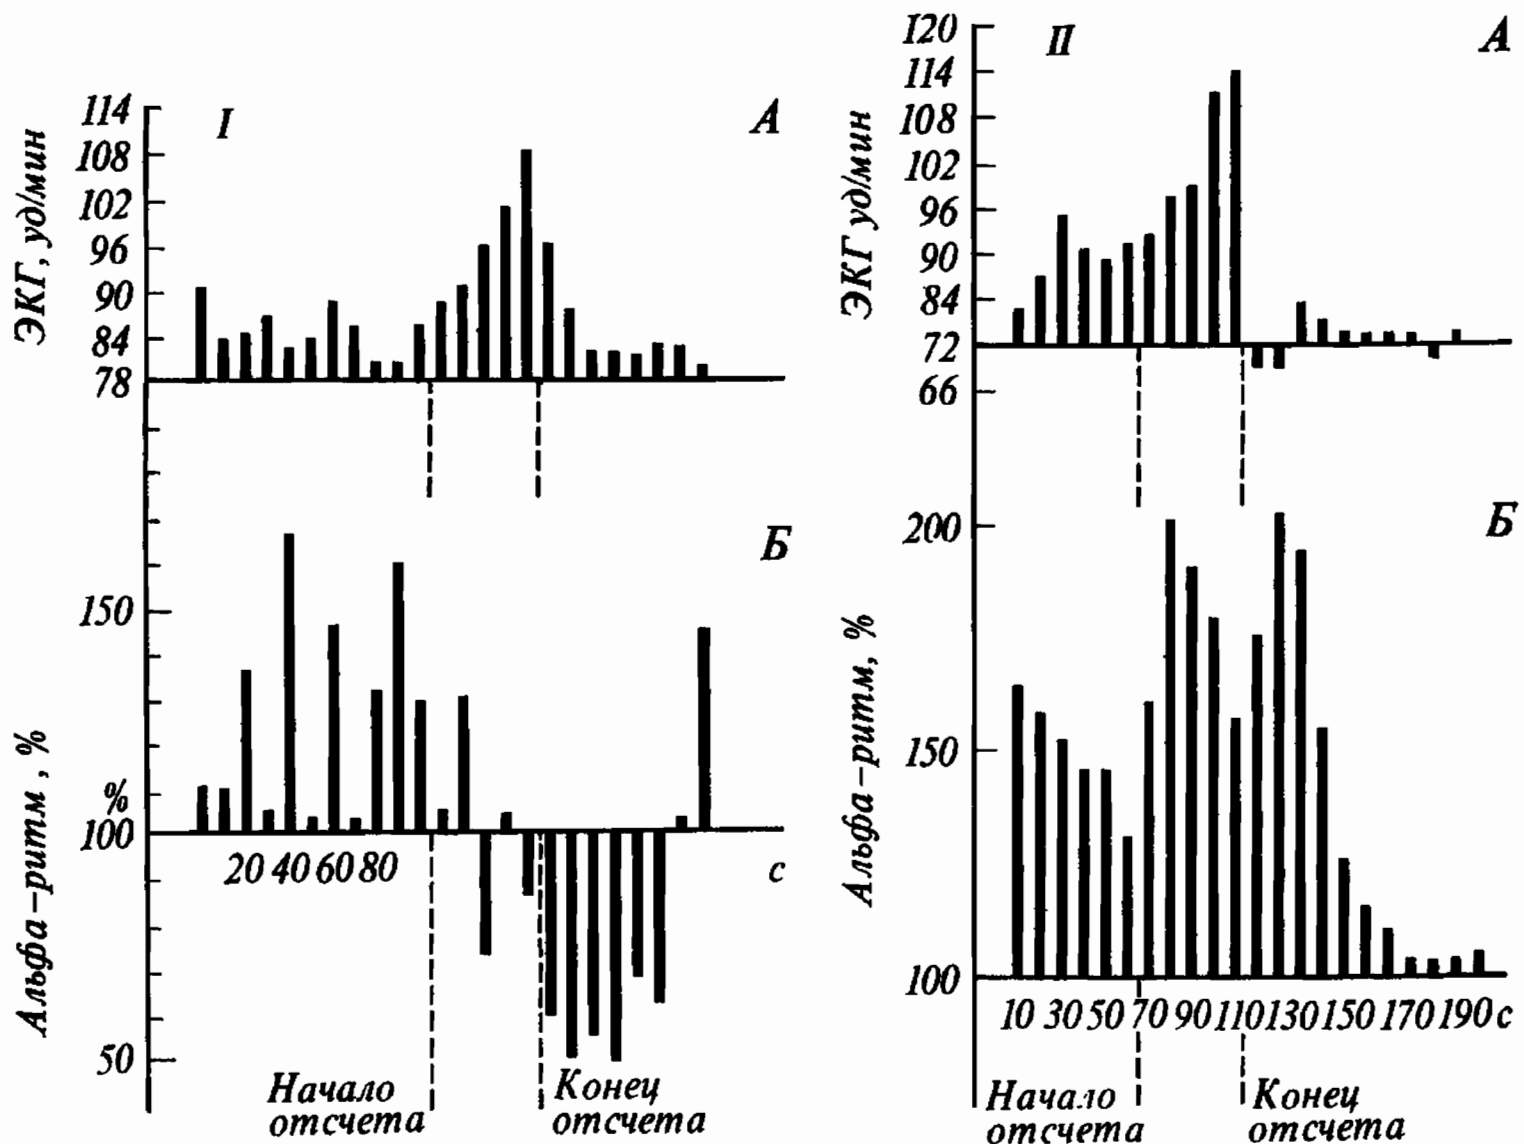 I
А
ЭКГ, уд/мин
114
108
102
96
90
84
78
Б
Альфа-ритм, %
150
%
100
50
20 40 60 80
с
Начало
отсчета
Конец
отсчета
II
А
ЭКГ уд/мин
120
114
108
102
96
90
84
72
66
Б
Альфа-ритм, %
200
150
100
10 30 50 70 90 110 130 150 170 190 с
Начало
отсчета
Конец
отсчета